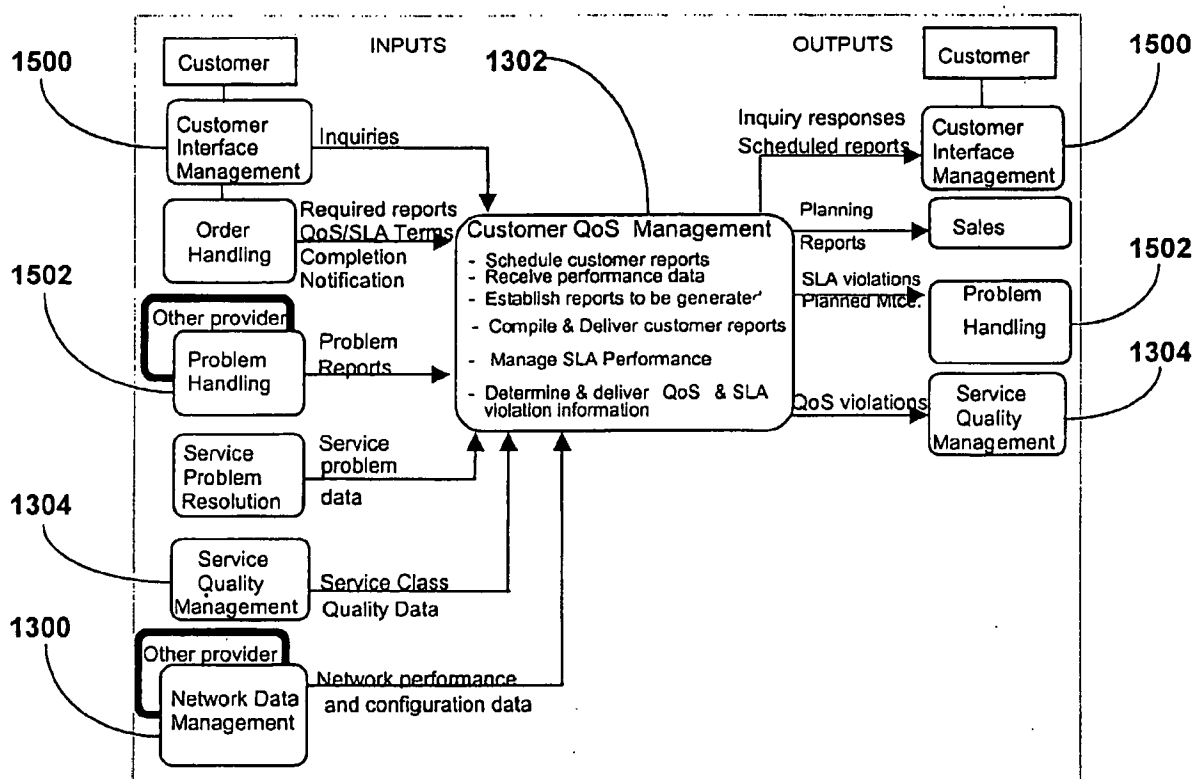 INPUTS
OUTPUTS
1500
Customer
1302
Customer
1500
Customer
Interface
Management
Inquiries
Inquiry responses
Scheduled reports
Customer
Interface
Management
Order
Handling
Required reports
QoS/SLA Terms
Completion
Notification
Customer QoS Management
- Schedule customer reports
- Receive performance data
- Establish reports to be generated
- Compile & Deliver customer reports
- Manage SLA Performance
- Determine & deliver QoS & SLA
violation information
Planning
Reports
Sales
1502
SLA violations
Planned Mtce.
Problem
Handling
1502
Other provider
Problem
Handling
Problem
Reports
1304
QoS violations
Service
Quality
Management
Service
Problem
Resolution
Service
problem
data
1304
Service
Quality
Management
Service Class
Quality Data
1300
Other provider
Network Data
Management
Network performance
and configuration data